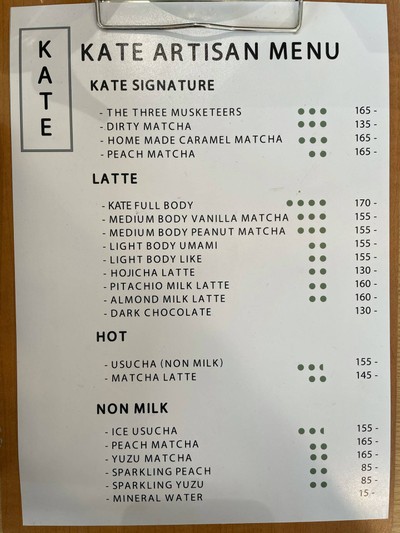 KATE
KATE ARTISAN MENU
KATE SIGNATURE
- THE THREE MUSKETEERS 165 -
- DIRTY MATCHA 135 -
- HOME MADE CARAMEL MATCHA 165 -
- PEACH MATCHA 165 -
LATTE
- KATE FULL BODY 170 -
- MEDIUM BODY VANILLA MATCHA 155 -
- MEDIUM BODY PEANUT MATCHA 155 -
- LIGHT BODY UMAMI 155 -
- LIGHT BODY LIKE 155 -
- HOJICHA LATTE 130 -
- PITACHIO MILK LATTE 160 -
- ALMOND MILK LATTE 160 -
- DARK CHOCOLATE 130 -
HOT
- USUCHA (NON MILK) 155 -
- MATCHA LATTE 145 -
NON MILK
- ICE USUCHA 155 -
- PEACH MATCHA 165 -
- YUZU MATCHA 165 -
- SPARKLING PEACH 85 -
- SPARKLING YUZU 85 -
- MINERAL WATER 15 -